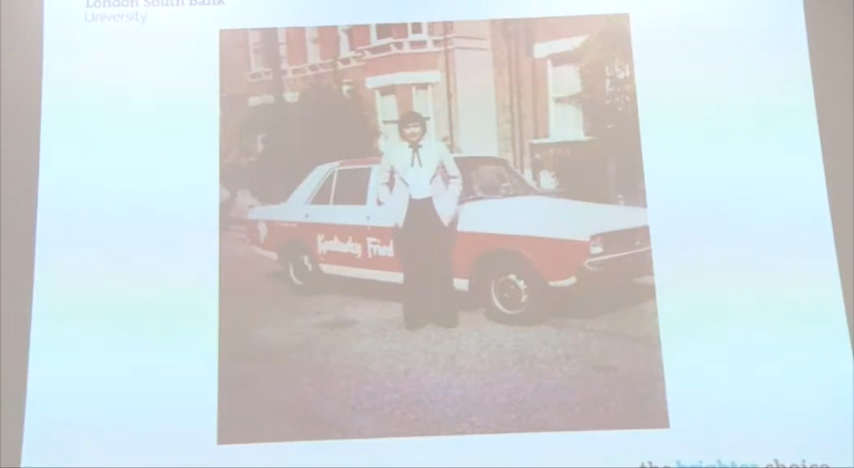 London South Bank
University
Kentucky Fried
the brighter choice